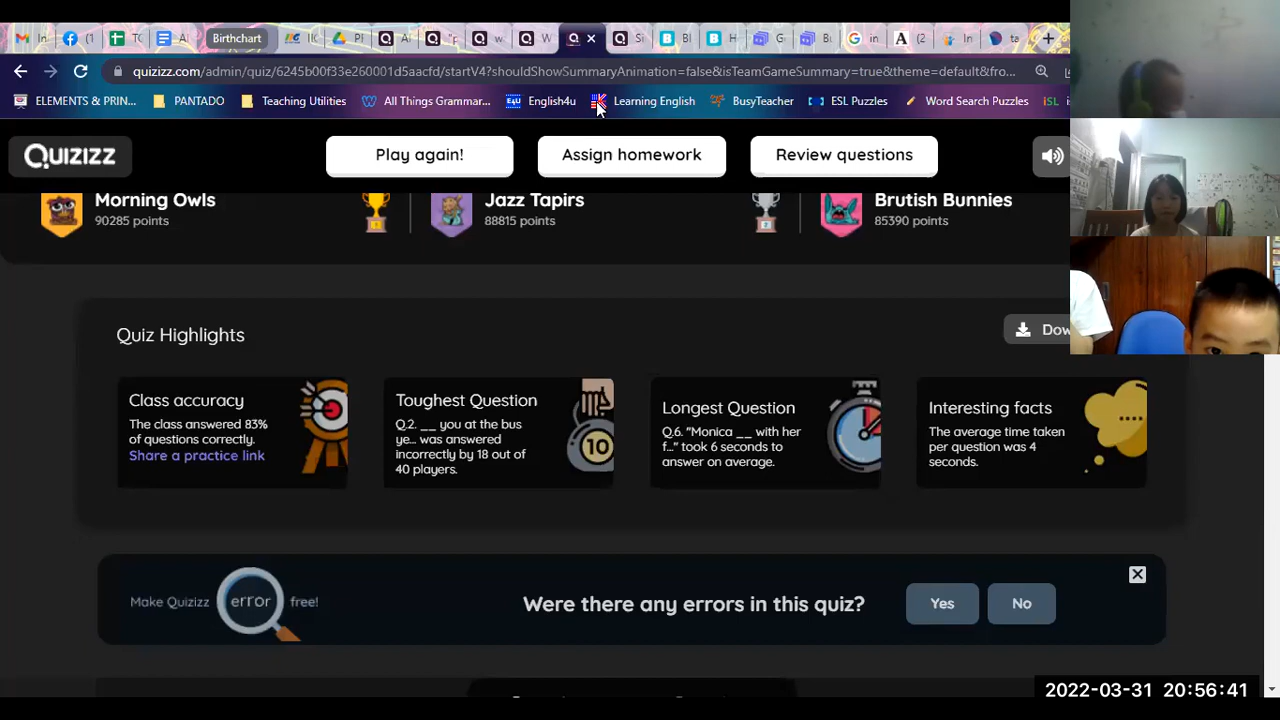 Birthchart
quizizz.com/admin/quiz/6245b00f33e260001d5aacfd/startV4?shouldShowSummaryAnimation=false&isTeamGameSummary=true&theme=default&fro...
ELEMENTS & PRIN... PANTADO Teaching Utilities All Things Grammar... English4u Learning English BusyTeacher ESL Puzzles Word Search Puzzles iSL
Quizizz Play again! Assign homework Review questions
Morning Owls
90285 points
Jazz Tapirs
88815 points
Brutish Bunnies
85390 points
Quiz Highlights
Dow
Class accuracy
The class answered 83%
of questions correctly.
Share a practice link
Toughest Question
Q.2. __ you at the bus
ye... was answered
incorrectly by 18 out of
40 players.
10
Longest Question
Q.6. "Monica __ with her
f..." took 6 seconds to
answer on average.
Interesting facts
The average time taken
per question was 4
seconds.
Make Quizizz error free!
Were there any errors in this quiz?
Yes No
2022-03-31 20:56:41